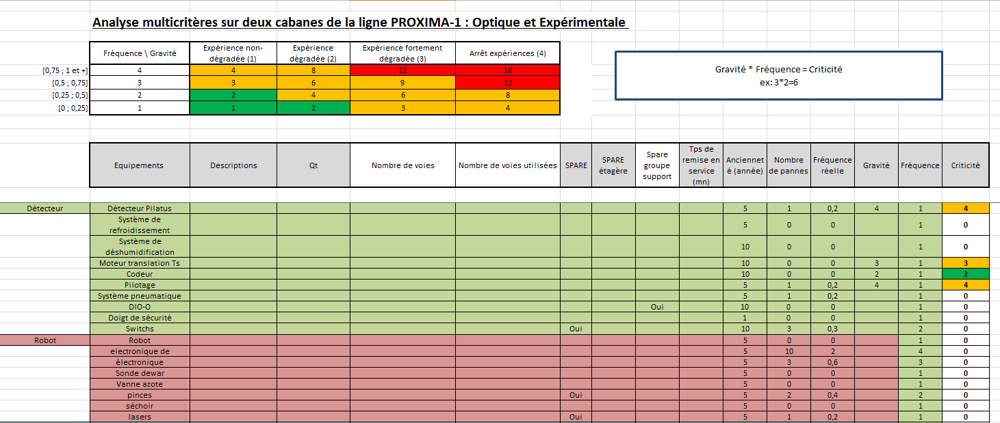 Analyse multicritères sur deux cabanes de la ligne PROXIMA-1 : Optique et Expérimentale
Fréquence \ Gravité Expérience non-dégradée (1) Expérience dégradée (2) Expérience fortement dégradée (3) Arrêt expériences (4)
[0,75 ; 1 et +] 4 4 8 12 16
[0,5 ; 0,75] 3 3 6 9 12
[0,25 ; 0,5] 2 2 4 6 8
[0 ; 0,25] 1 1 2 3 4
Gravité * Fréquence = Criticité
ex: 3*2=6
Equipements Descriptions Qt Nombre de voies Nombre de voies utilisées SPARE SPARE étagère Spare groupe support Tps de remise en service (mn) Ancienneté (année) Nombre de pannes Fréquence réelle Gravité Fréquence Criticité
Détecteur Détecteur Pilatus 5 1 0,2 4 1 4
Système de refroidissement 5 0 0 1 0
Système de déshumidification 10 0 0 1 0
Moteur translation Ts 10 0 0 3 1 3
Codeur 10 0 0 2 1 2
Pilotage 5 1 0,2 4 1 4
Système pneumatique 5 1 0,2 1 0
DIO-O Oui 10 0 0 1 0
Doigt de sécurité 1 0 0 1 0
Switchs Oui 10 3 0,3 2 0
Robot Robot 5 0 0 1 0
electronique de 5 10 2 4 0
électronique 5 3 0,6 3 0
Sonde dewar 5 0 0 1 0
Vanne azote 5 0 0 1 0
pinces Oui 5 2 0,4 2 0
séchoir 5 0 0 1 0
lasers Oui 5 1 0,2 1 0